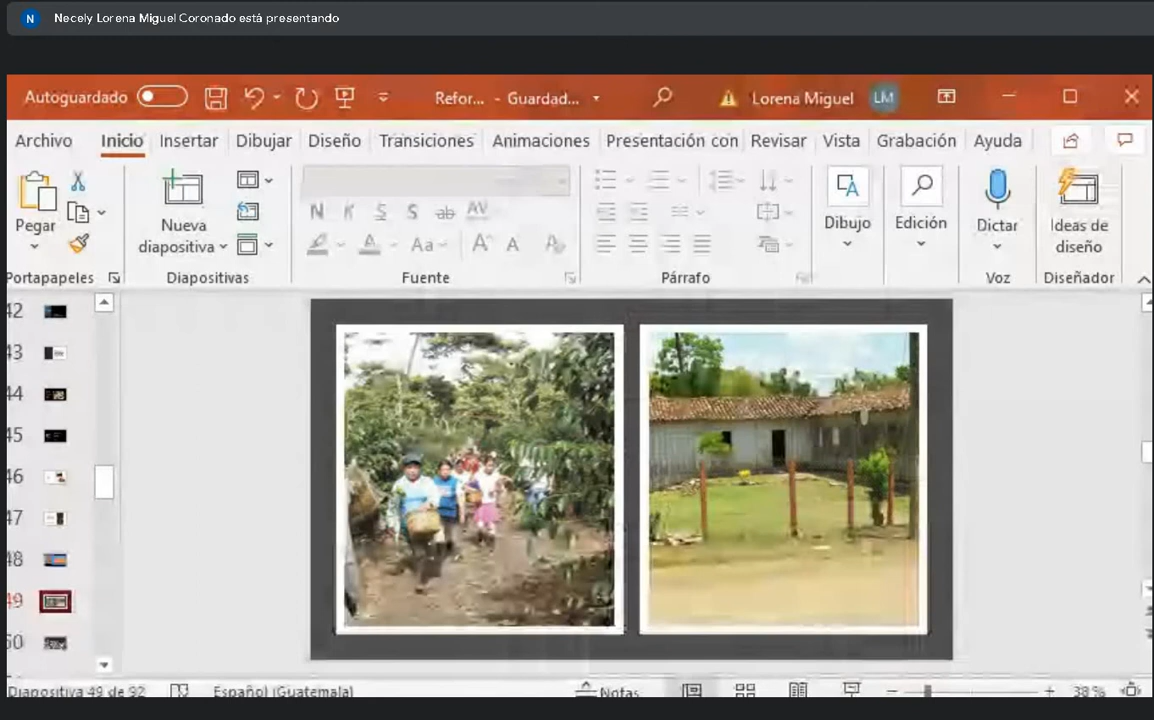 N Necely Lorena Miguel Coronado está presentando
Autoguardado Refor... - Guardad... Lorena Miguel LM
Archivo Inicio Insertar Dibujar Diseño Transiciones Animaciones Presentación con Revisar Vista Grabación Ayuda
Pegar Nueva diapositiva N K S S ab AV Aa A A A Dibujo Edición Dictar Ideas de diseño
Portapapeles Diapositivas Fuente Párrafo Voz Diseñador
42
43
44
45
46
47
48
49
50
Diapositiva 49 de 92 Español (Guatemala) Notas 38 %